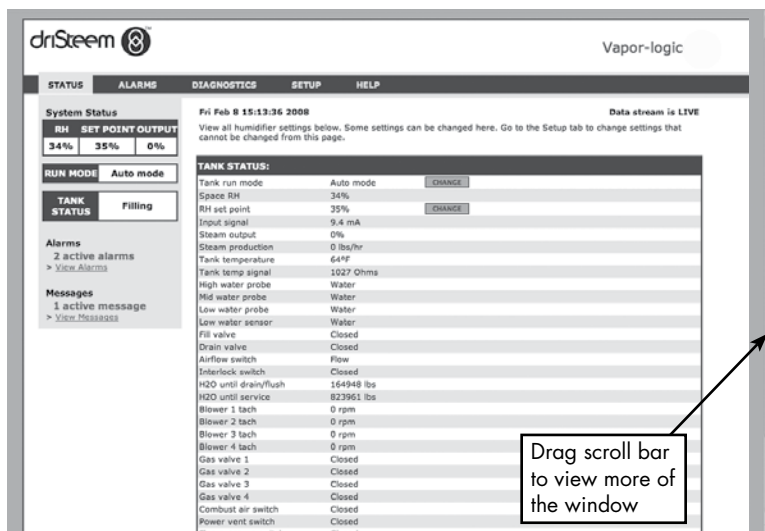 driSteem
Vapor-logic
STATUS ALARMS DIAGNOSTICS SETUP HELP
System Status
RH SET POINT OUTPUT
34% 35% 0%
RUN MODE Auto mode
TANK STATUS Filling
Alarms
2 active alarms
> View Alarms
Messages
1 active message
> View Messages
Fri Feb 8 15:13:36 2008 Data stream is LIVE
View all humidifier settings below. Some settings can be changed here. Go to the Setup tab to change settings that
cannot be changed from this page.
TANK STATUS:
Tank run mode Auto mode CHANGE
Space RH 34%
RH set point 35% CHANGE
Input signal 9.4 mA
Steam output 0%
Steam production 0 lbs/hr
Tank temperature 64ºF
Tank temp signal 1027 Ohms
High water probe Water
Mid water probe Water
Low water probe Water
Low water sensor Water
Fill valve Closed
Drain valve Closed
Airflow switch Flow
Interlock switch Closed
H2O until drain/flush 164948 lbs
H2O until service 823961 lbs
Blower 1 tach 0 rpm
Blower 2 tach 0 rpm
Blower 3 tach 0 rpm
Blower 4 tach 0 rpm
Gas valve 1 Closed
Gas valve 2 Closed
Gas valve 3 Closed
Gas valve 4 Closed
Combust air switch Closed
Power vent switch Closed
Drag scroll bar
to view more of
the window